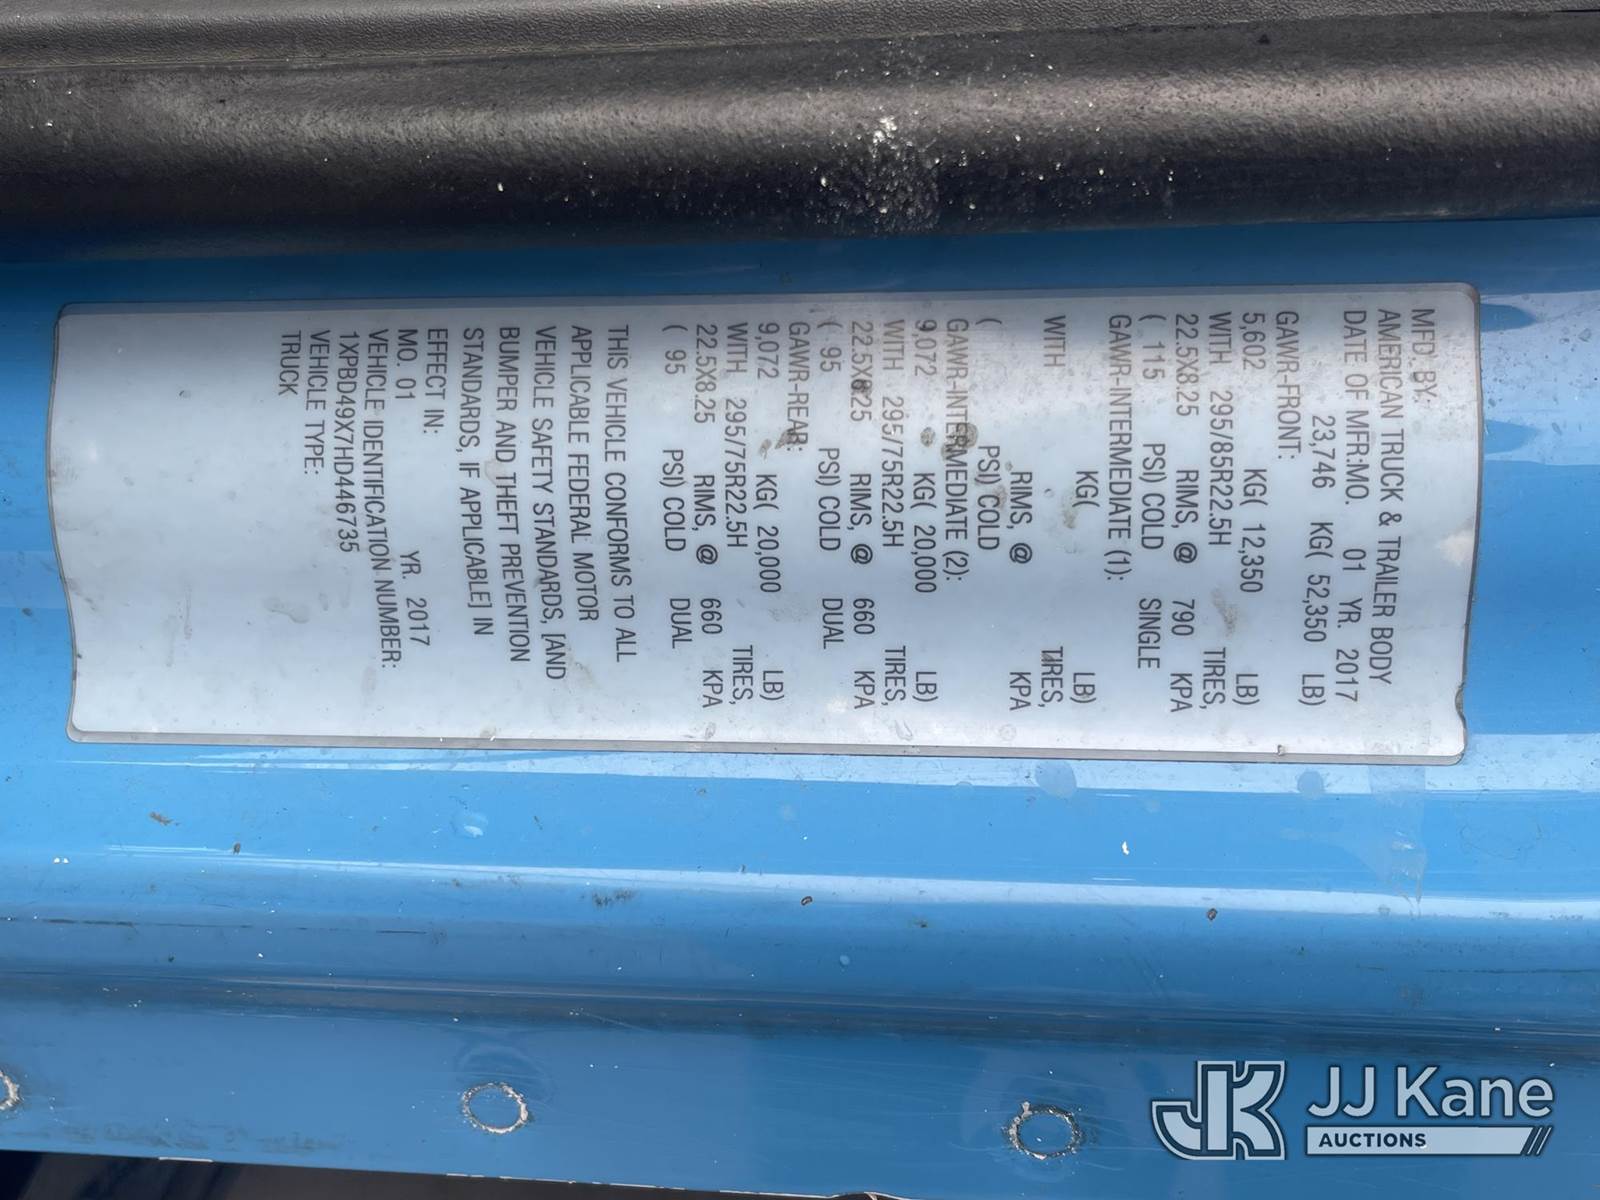 MFD. BY:
AMERICAN TRUCK & TRAILER BODY
DATE OF MFR:MO. 01 YR. 2017
23,746 KG( 52,350 LB)
GAWR-FRONT:
5,602 KG( 12,350 LB)
WITH 295/85R22.5H TIRES,
22.5X8.25 RIMS, @ 790 KPA
( 115 PSI) COLD SINGLE
GAWR-INTERMEDIATE (1):
KG( LB)
WITH TIRES,
RIMS, @ KPA
( PSI) COLD
GAWR-INTERMEDIATE (2):
9,072 KG( 20,000 LB)
WITH 295/75R22.5H TIRES,
22.5X8.25 RIMS, @ 660 KPA
( 95 PSI) COLD DUAL
GAWR-REAR:
9,072 KG( 20,000 LB)
WITH 295/75R22.5H TIRES,
22.5X8.25 RIMS, @ 660 KPA
( 95 PSI) COLD DUAL
THIS VEHICLE CONFORMS TO ALL
APPLICABLE FEDERAL MOTOR
VEHICLE SAFETY STANDARDS, [AND
BUMPER AND THEFT PREVENTION
STANDARDS, IF APPLICABLE] IN
EFFECT IN:
MO. 01 YR. 2017
VEHICLE IDENTIFICATION NUMBER:
1XPBD49X7HD446735
VEHICLE TYPE:
TRUCK
JK JJ Kane
AUCTIONS